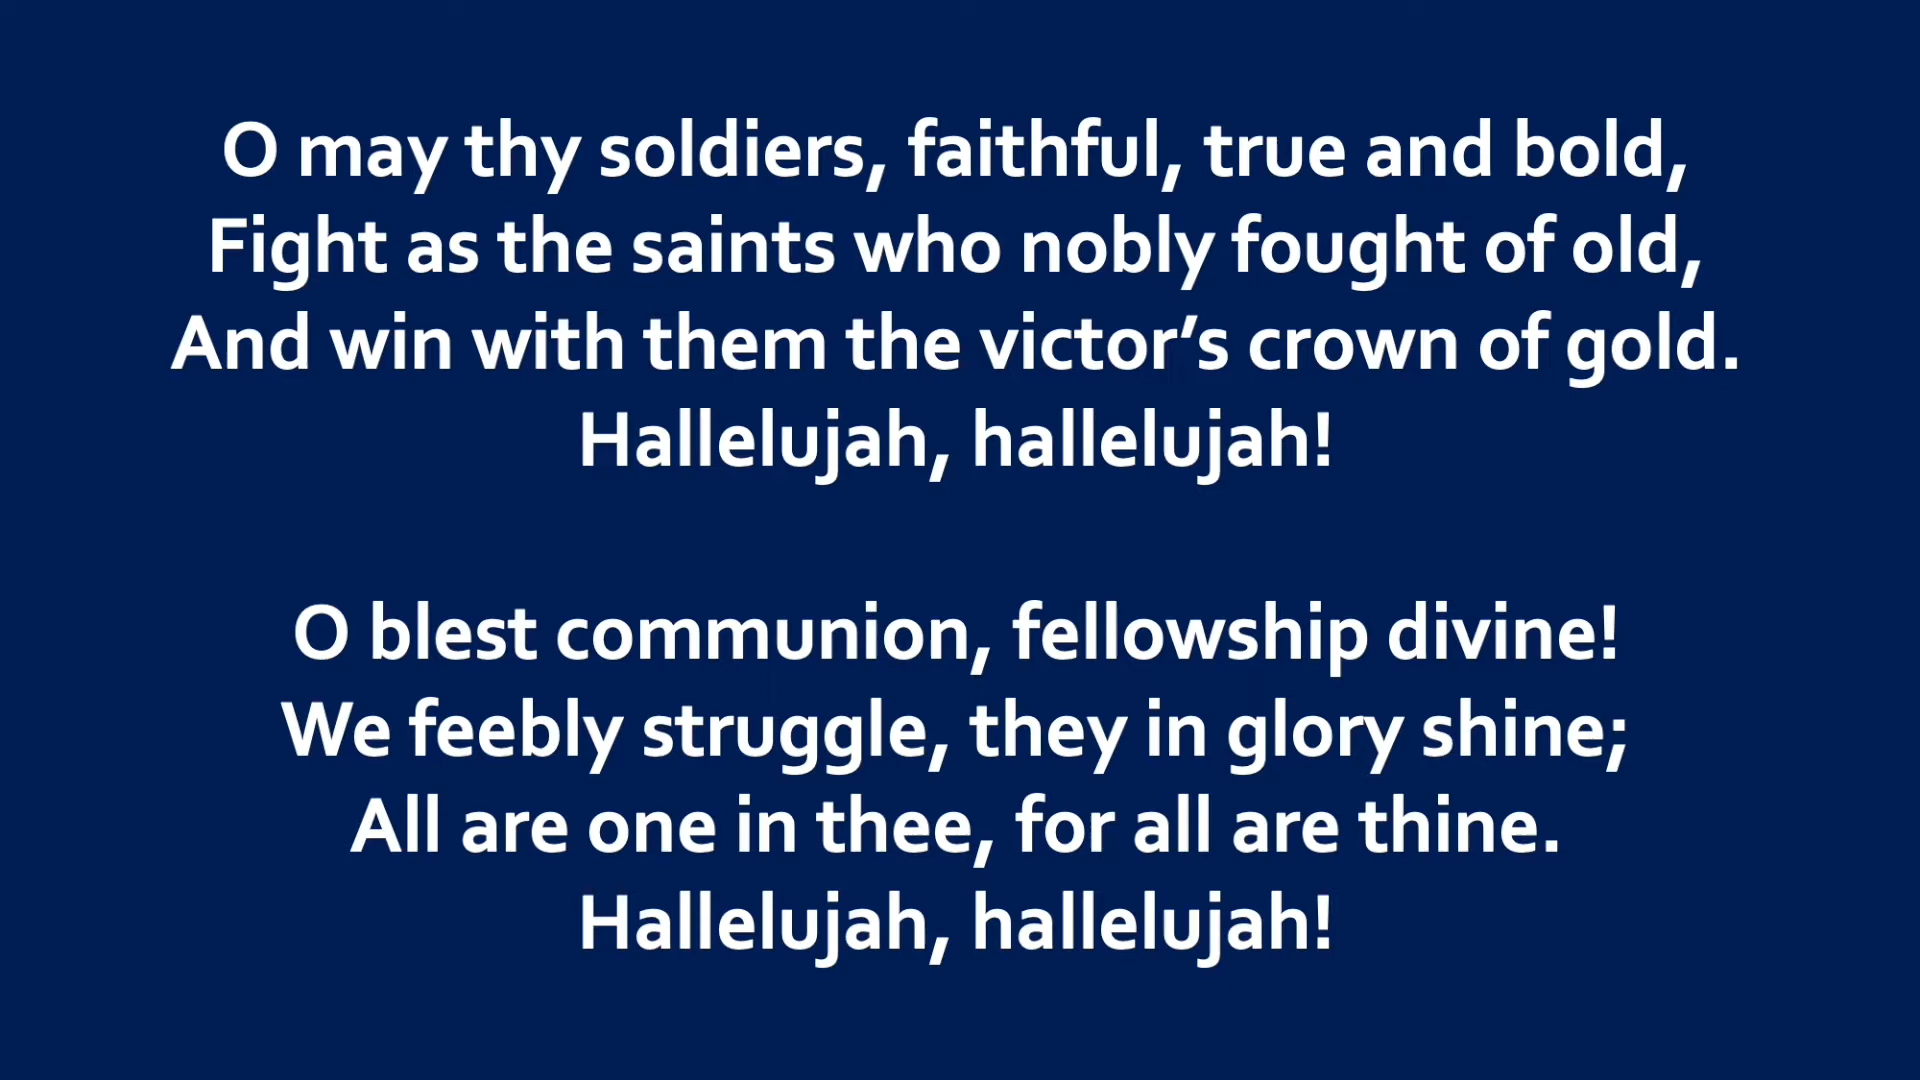 O may thy soldiers, faithful, true and bold,
Fight as the saints who nobly fought of old,
And win with them the victor’s crown of gold.
Hallelujah, hallelujah!
O blest communion, fellowship divine!
We feebly struggle, they in glory shine;
All are one in thee, for all are thine.
Hallelujah, hallelujah!